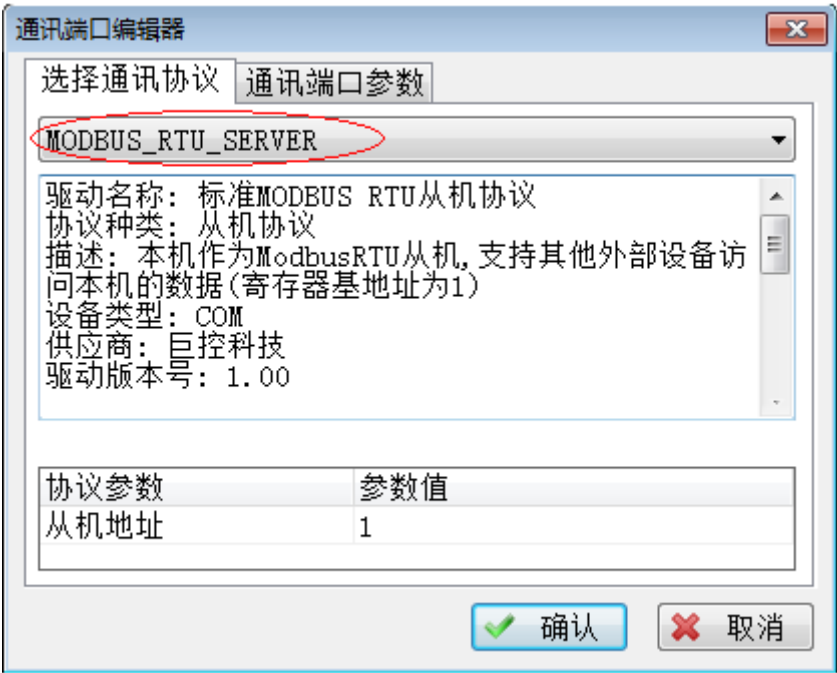 通讯端口编辑器
选择通讯协议 通讯端口参数
MODBUS_RTU_SERVER
驱动名称: 标准MODBUS RTU从机协议
协议种类: 从机协议
描述: 本机作为ModbusRTU从机,支持其他外部设备访
问本机的数据(寄存器基地址为1)
设备类型: COM
供应商: 巨控科技
驱动版本号: 1.00
协议参数 参数值
从机地址 1
确认 取消